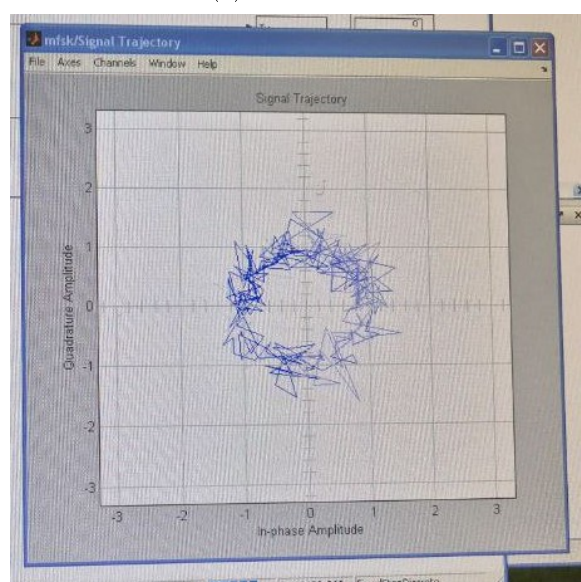 mfsk/Signal Trajectory
File Axes Channels Window Help
Signal Trajectory
3
2
1
0
-1
-2
-3
Quadrature Amplitude
-3 -2 -1 0 1 2 3
In-phase Amplitude